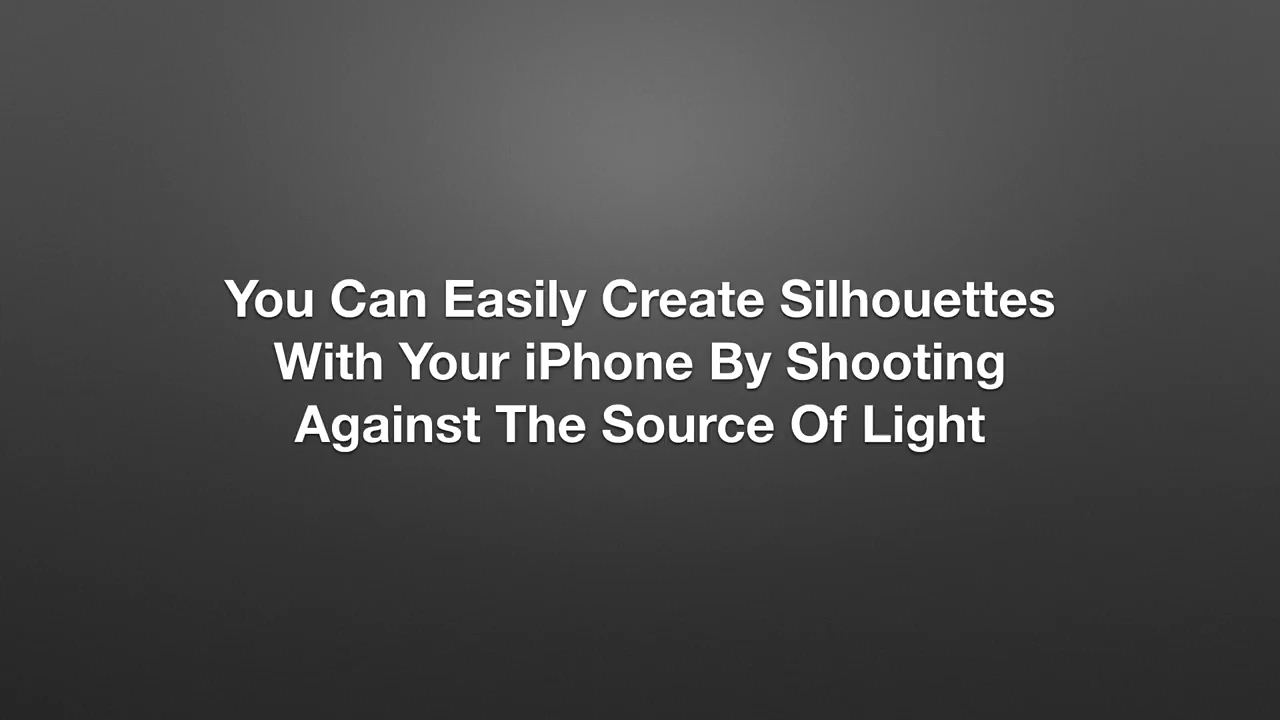 You Can Easily Create Silhouettes
With Your iPhone By Shooting
Against The Source Of Light